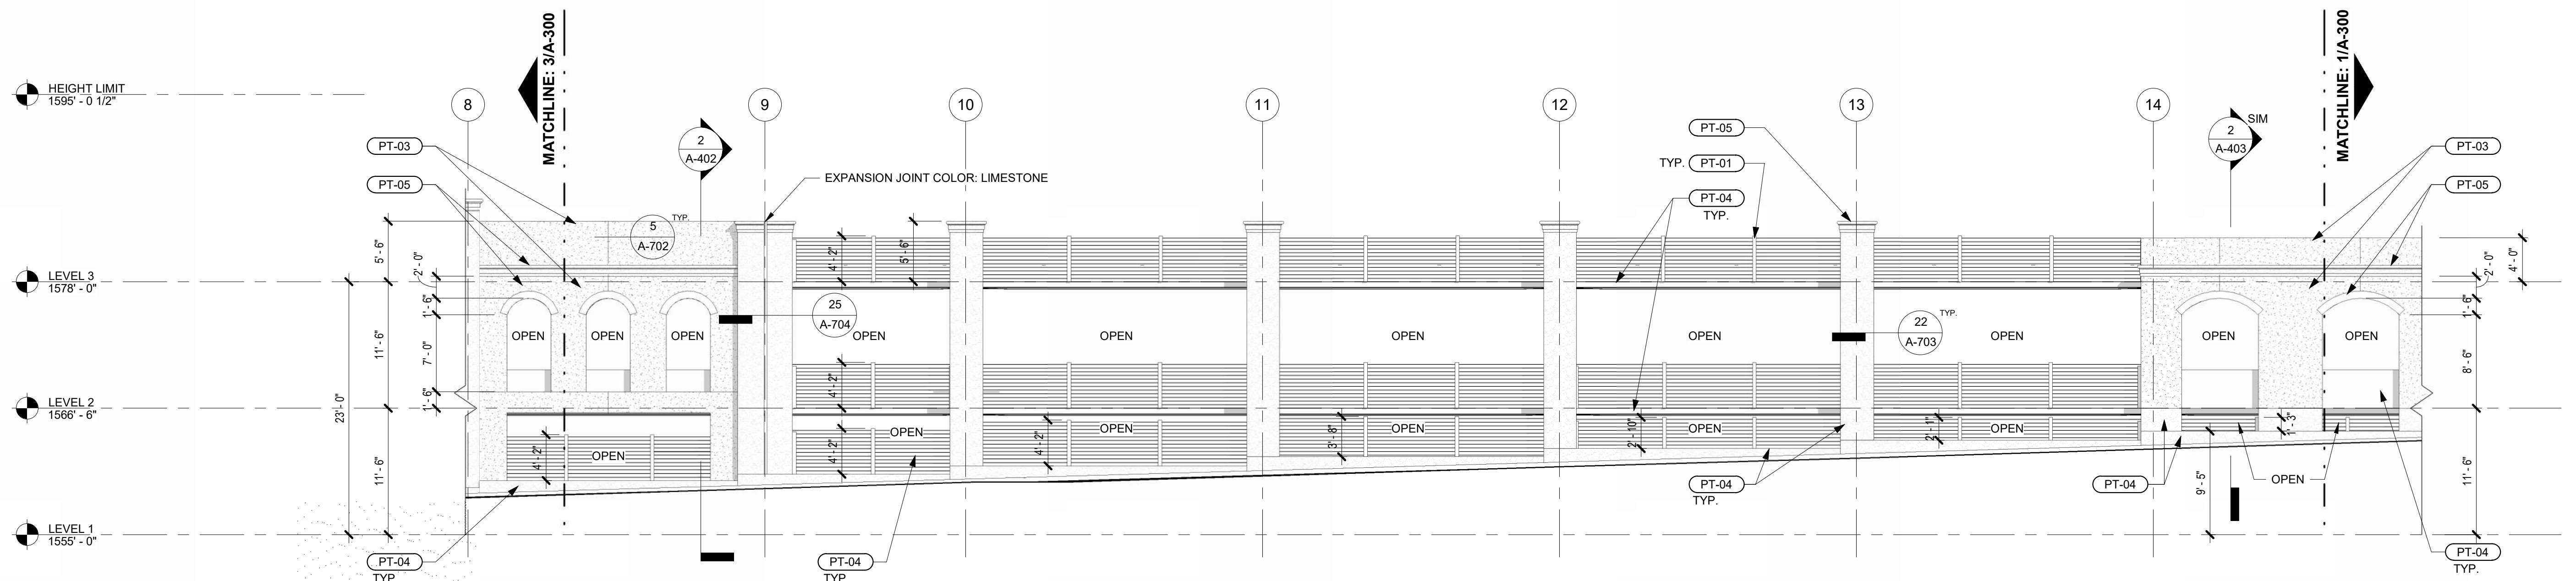 MATCHLINE: 3/A-300
MATCHLINE: 1/A-300
HEIGHT LIMIT
1595' - 0 1/2"
8
9
10
11
12
13
14
2
A-402
2
SIM
A-403
PT-03
PT-05
PT-05
TYP. PT-01
PT-04
TYP.
PT-03
PT-05
EXPANSION JOINT COLOR: LIMESTONE
5
TYP.
A-702
LEVEL 3
1578' - 0"
5' - 6"
2' - 0"
4' - 2"
5' - 6"
2' - 0"
4' - 0"
25
A-704
22
TYP.
A-703
OPEN
OPEN
OPEN
OPEN
OPEN
OPEN
OPEN
OPEN
OPEN
OPEN
1' - 6"
7' - 0"
1' - 6"
11' - 6"
23' - 0"
4' - 2"
1' - 6"
8' - 6"
LEVEL 2
1566' - 6"
OPEN
OPEN
OPEN
OPEN
OPEN
OPEN
4' - 2"
4' - 2"
4' - 2"
3' - 8"
2' - 10"
2' - 1"
1' - 3"
11' - 6"
9' - 5"
11' - 6"
PT-04
TYP.
PT-04
OPEN
LEVEL 1
1555' - 0"
PT-04
TYP.
PT-04
TYP.
PT-04
TYP.